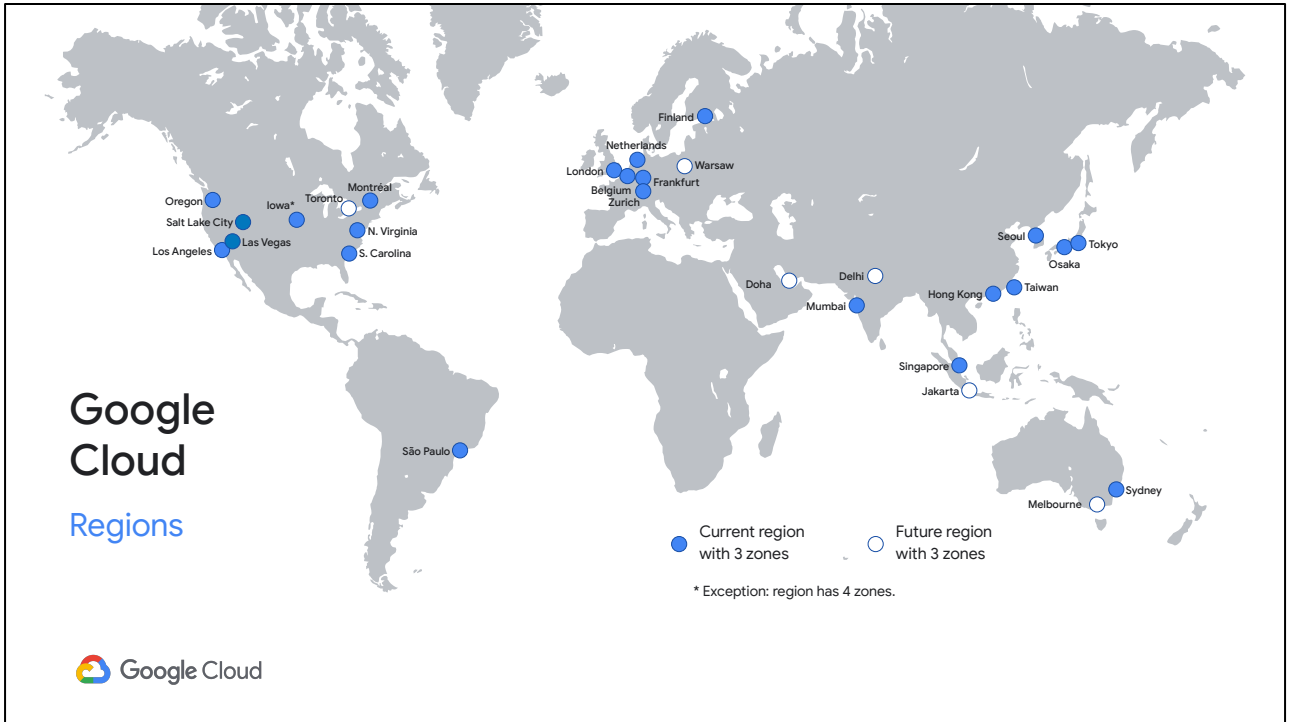 Finland
Netherlands
London
Warsaw
Frankfurt
Belgium
Zurich
Montréal
Toronto
Oregon
Iowa*
Salt Lake City
N. Virginia
Las Vegas
Los Angeles
S. Carolina
Seoul
Tokyo
Osaka
Doha
Delhi
Taiwan
Hong Kong
Mumbai
Singapore
Jakarta
Google
Cloud
São Paulo
Sydney
Melbourne
Regions
Current region
with 3 zones
Future region
with 3 zones
* Exception: region has 4 zones.
Google Cloud